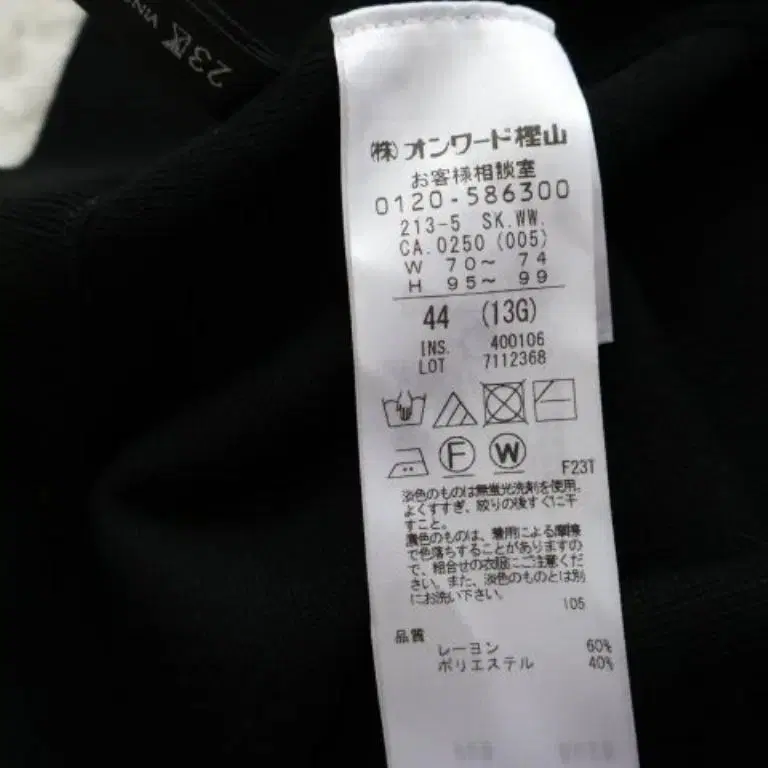 23区
㈱オンワード樫山
お客様相談室
0120-586300
213-5 SK.WW.
CA.0250 (005)
W 70～ 74
H 95～ 99
44 (13G)
INS. 400106
LOT 7112368
F
W
F23T
淡色のものは無蛍光洗剤を使用。
よくすすぎ、絞りの後すぐに干
すこと。
濃色のものは、着用による摩擦
で色落ちすることがありますの
で、組合せの衣服にご注意くだ
さい。また、淡色のものとは別
にお洗い下さい。
105
品質
レーヨン 60%
ポリエステル 40%